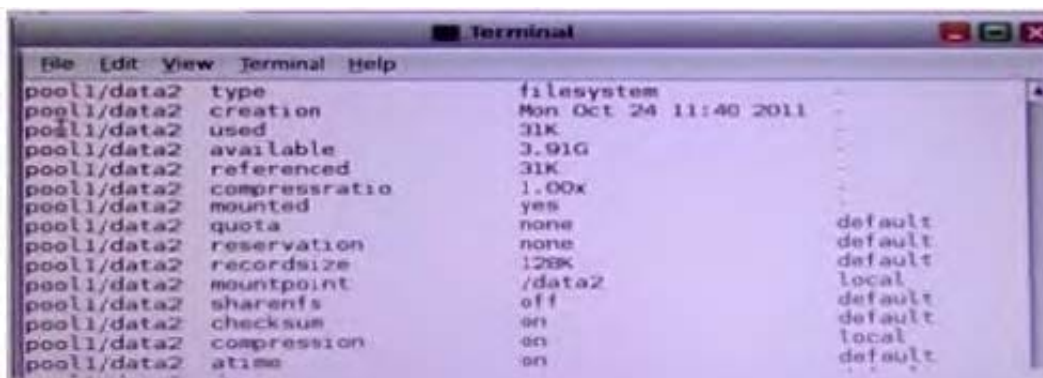 Terminal
File Edit View Terminal Help
pool1/data2 type filesystem -
pool1/data2 creation Mon Oct 24 11:40 2011 -
pool1/data2 used 31K -
pool1/data2 available 3.91G -
pool1/data2 referenced 31K -
pool1/data2 compressratio 1.00x -
pool1/data2 mounted yes -
pool1/data2 quota none default
pool1/data2 reservation none default
pool1/data2 recordsize 128K default
pool1/data2 mountpoint /data2 local
pool1/data2 sharenfs off default
pool1/data2 checksum on default
pool1/data2 compression on local
pool1/data2 atime on default